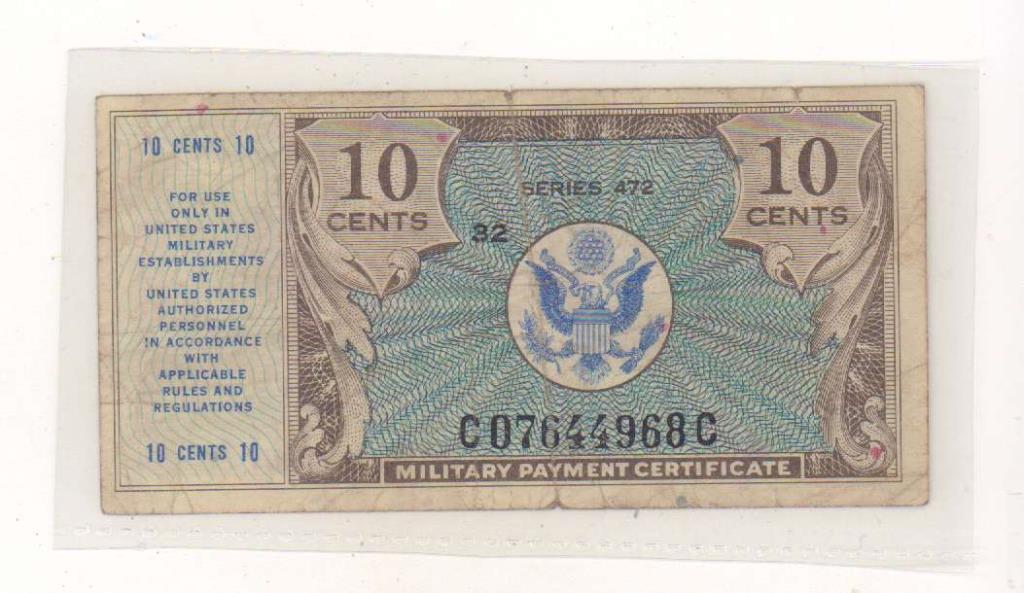 10 CENTS 10
FOR USE
ONLY IN
UNITED STATES
MILITARY
ESTABLISHMENTS
BY
UNITED STATES
AUTHORIZED
PERSONNEL
IN ACCORDANCE
WITH
APPLICABLE
RULES AND
REGULATIONS
10 CENTS 10
10
CENTS
10
CENTS
SERIES 472
32
C07644968C
MILITARY PAYMENT CERTIFICATE